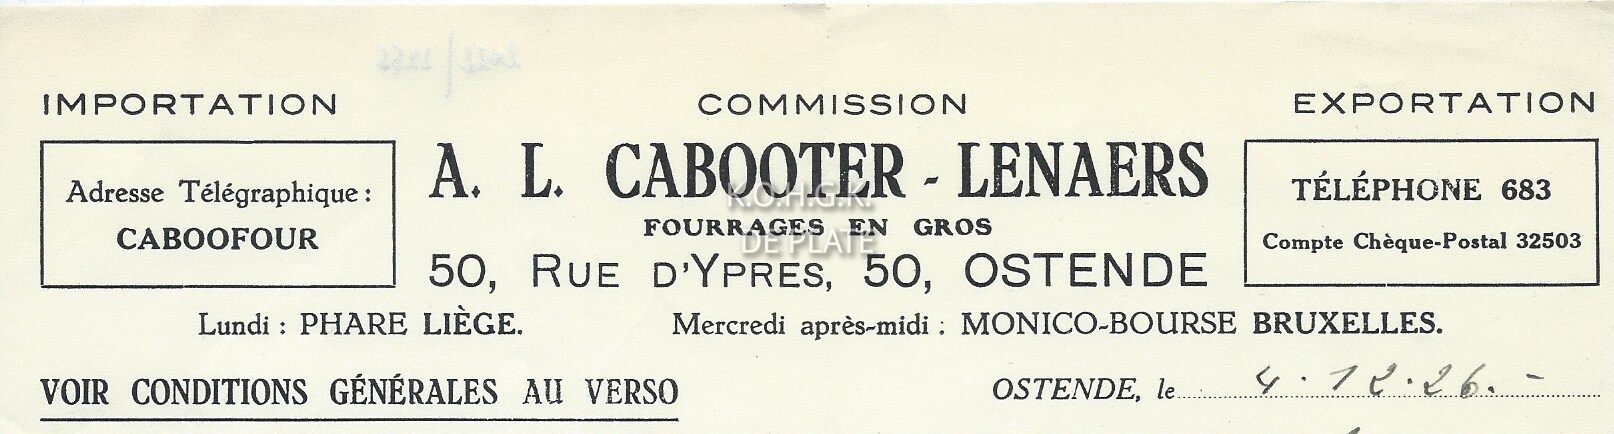 IMPORTATION COMMISSION EXPORTATION
Adresse Télégraphique :
CABOOFOUR
A. L. CABOOTER - LENAERS
FOURRAGES EN GROS
50, RUE D'YPRES, 50, OSTENDE
TÉLÉPHONE 683
Compte Chèque-Postal 32503
K.O.H.G.K.
DE PLATE
Lundi : PHARE LIÈGE. Mercredi après-midi : MONICO-BOURSE BRUXELLES.
VOIR CONDITIONS GÉNÉRALES AU VERSO
OSTENDE, le 4.12.26.-